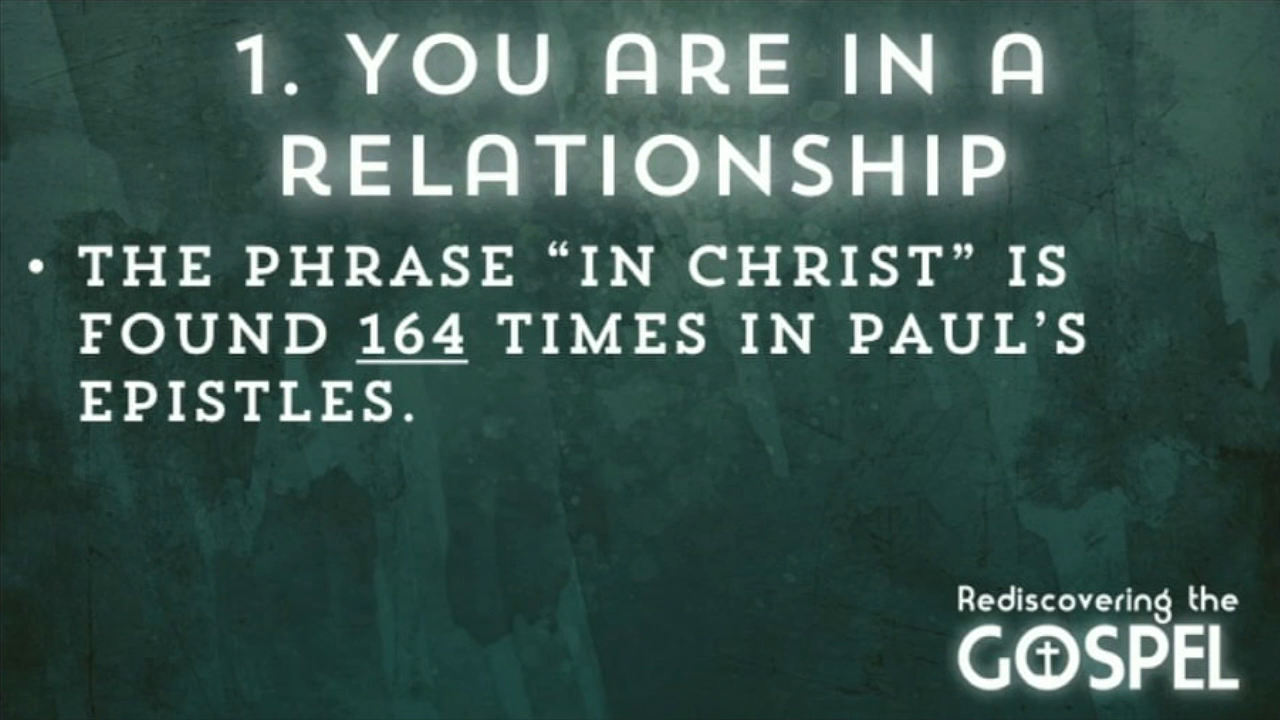 1. YOU ARE IN A
RELATIONSHIP
• THE PHRASE “IN CHRIST” IS
FOUND 164 TIMES IN PAUL’S
EPISTLES.
Rediscovering the
GOSPEL